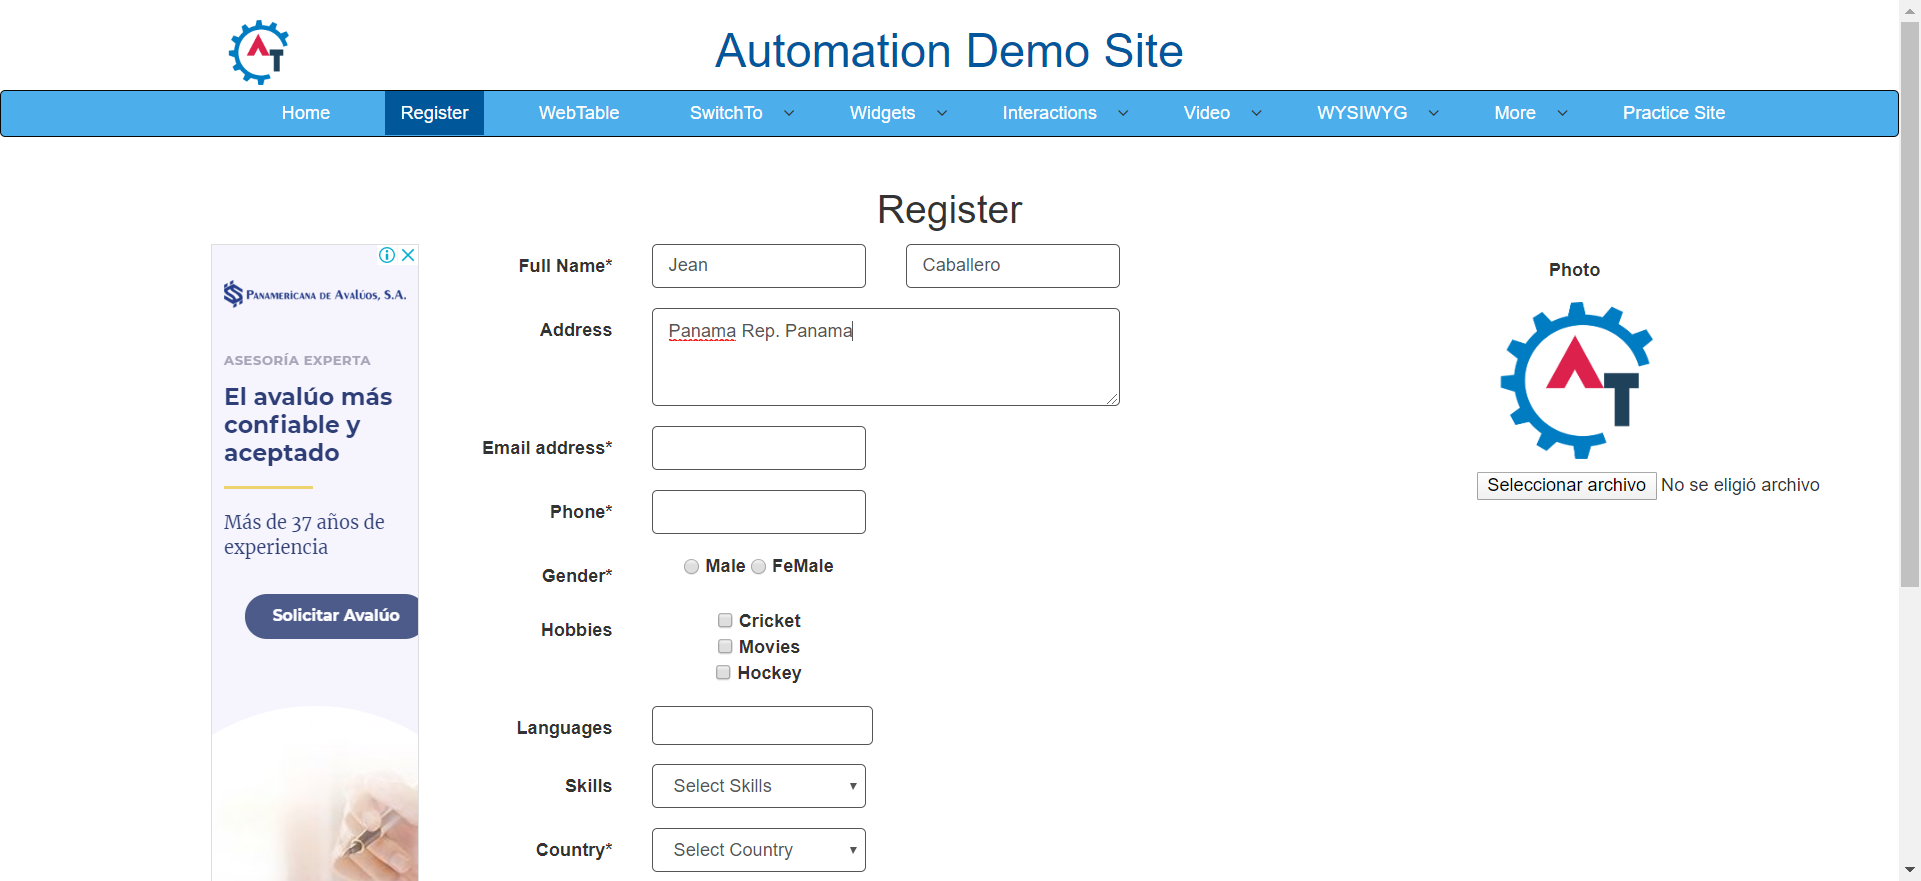 Automation Demo Site
Home Register WebTable SwitchTo Widgets Interactions Video WYSIWYG More Practice Site
Register
PANAMERICANA DE AVALÚOS, S.A.
ASESORÍA EXPERTA
El avalúo más
confiable y
aceptado
Más de 37 años de
experiencia
Solicitar Avalúo
Full Name* Jean Caballero
Address Panama Rep. Panama
Email address*
Phone*
Gender* Male FeMale
Hobbies Cricket
Movies
Hockey
Languages
Skills Select Skills
Country* Select Country
Photo
AT
Seleccionar archivo No se eligió archivo